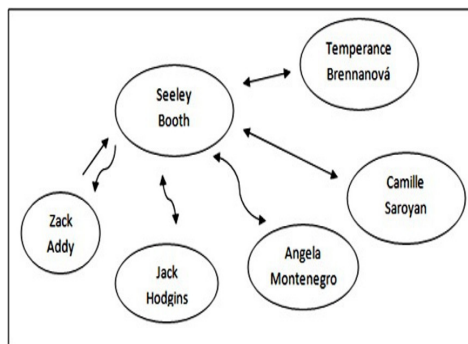 Temperance
Brennanová
Seeley
Booth
Camille
Saroyan
Zack
Addy
Angela
Montenegro
Jack
Hodgins